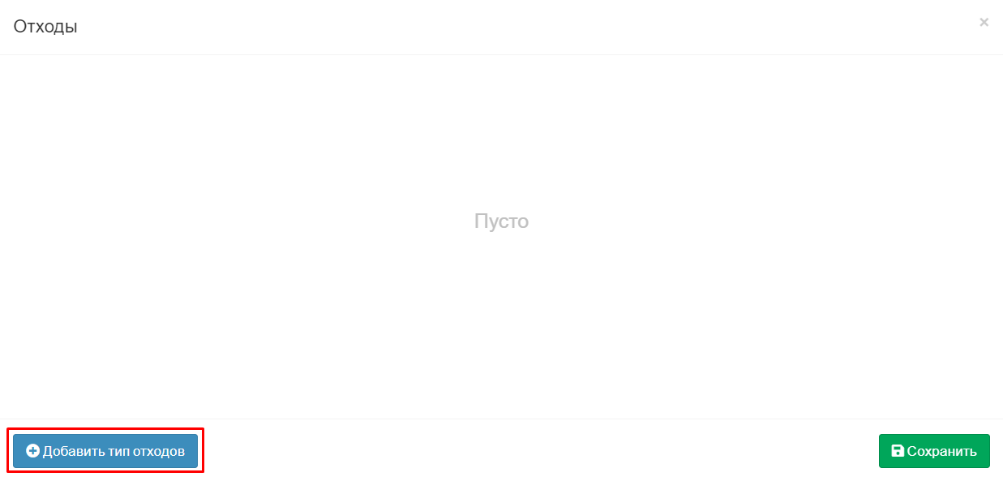 Отходы
×
Пусто
Добавить тип отходов
Сохранить